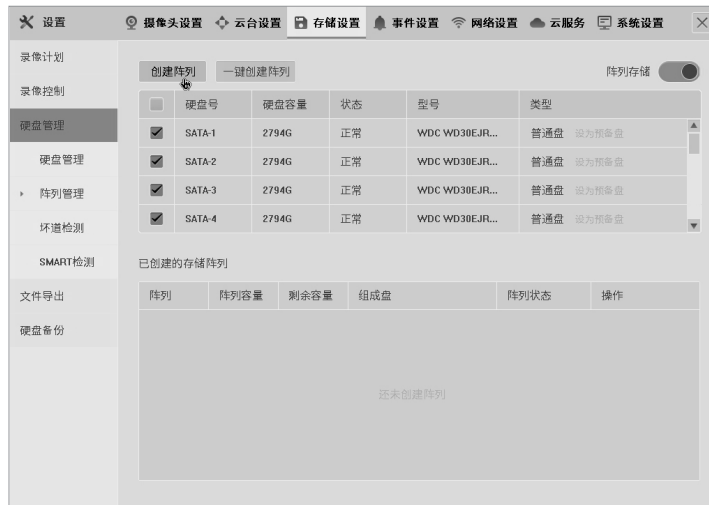 设置
摄像头设置 云台设置 存储设置 事件设置 网络设置 云服务 系统设置
录像计划
录像控制
硬盘管理
硬盘管理
阵列管理
坏道检测
SMART检测
文件导出
硬盘备份
创建阵列 一键创建阵列 阵列存储
硬盘号 硬盘容量 状态 型号 类型
SATA-1 2794G 正常 WDC WD30EJR... 普通盘 设为预备盘
SATA-2 2794G 正常 WDC WD30EJR... 普通盘 设为预备盘
SATA-3 2794G 正常 WDC WD30EJR... 普通盘 设为预备盘
SATA-4 2794G 正常 WDC WD30EJR... 普通盘 设为预备盘
已创建的存储阵列
阵列 阵列容量 剩余容量 组成盘 阵列状态 操作
还未创建阵列